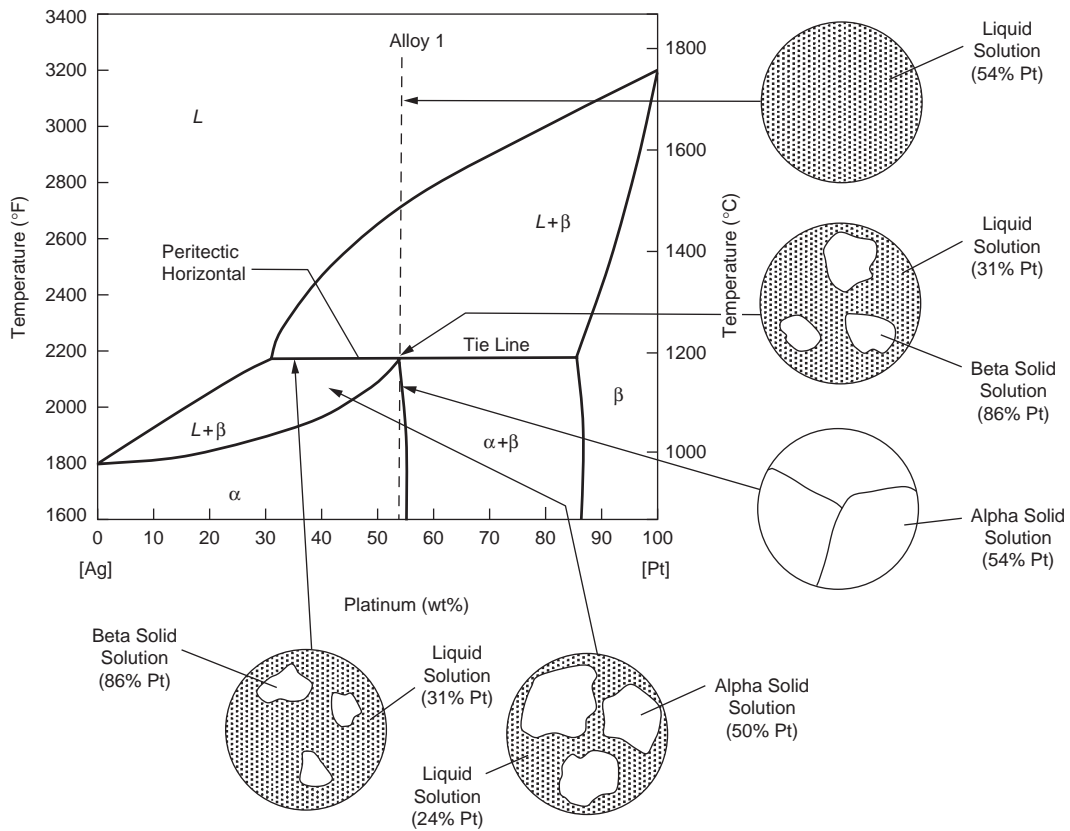 3400
3200
3000
2800
2600
2400
2200
2000
1800
1600
Temperature (°F)
Alloy 1
L
L+β
Peritectic
Horizontal
Tie Line
L+β
α
α+β
β
1800
1600
1400
1200
1000
Temperature (°C)
0
10
20
30
40
50
60
70
80
90
100
[Ag]
[Pt]
Platinum (wt%)
Liquid
Solution
(54% Pt)
Liquid
Solution
(31% Pt)
Beta Solid
Solution
(86% Pt)
Alpha Solid
Solution
(54% Pt)
Beta Solid
Solution
(86% Pt)
Liquid
Solution
(31% Pt)
Alpha Solid
Solution
(50% Pt)
Liquid
Solution
(24% Pt)